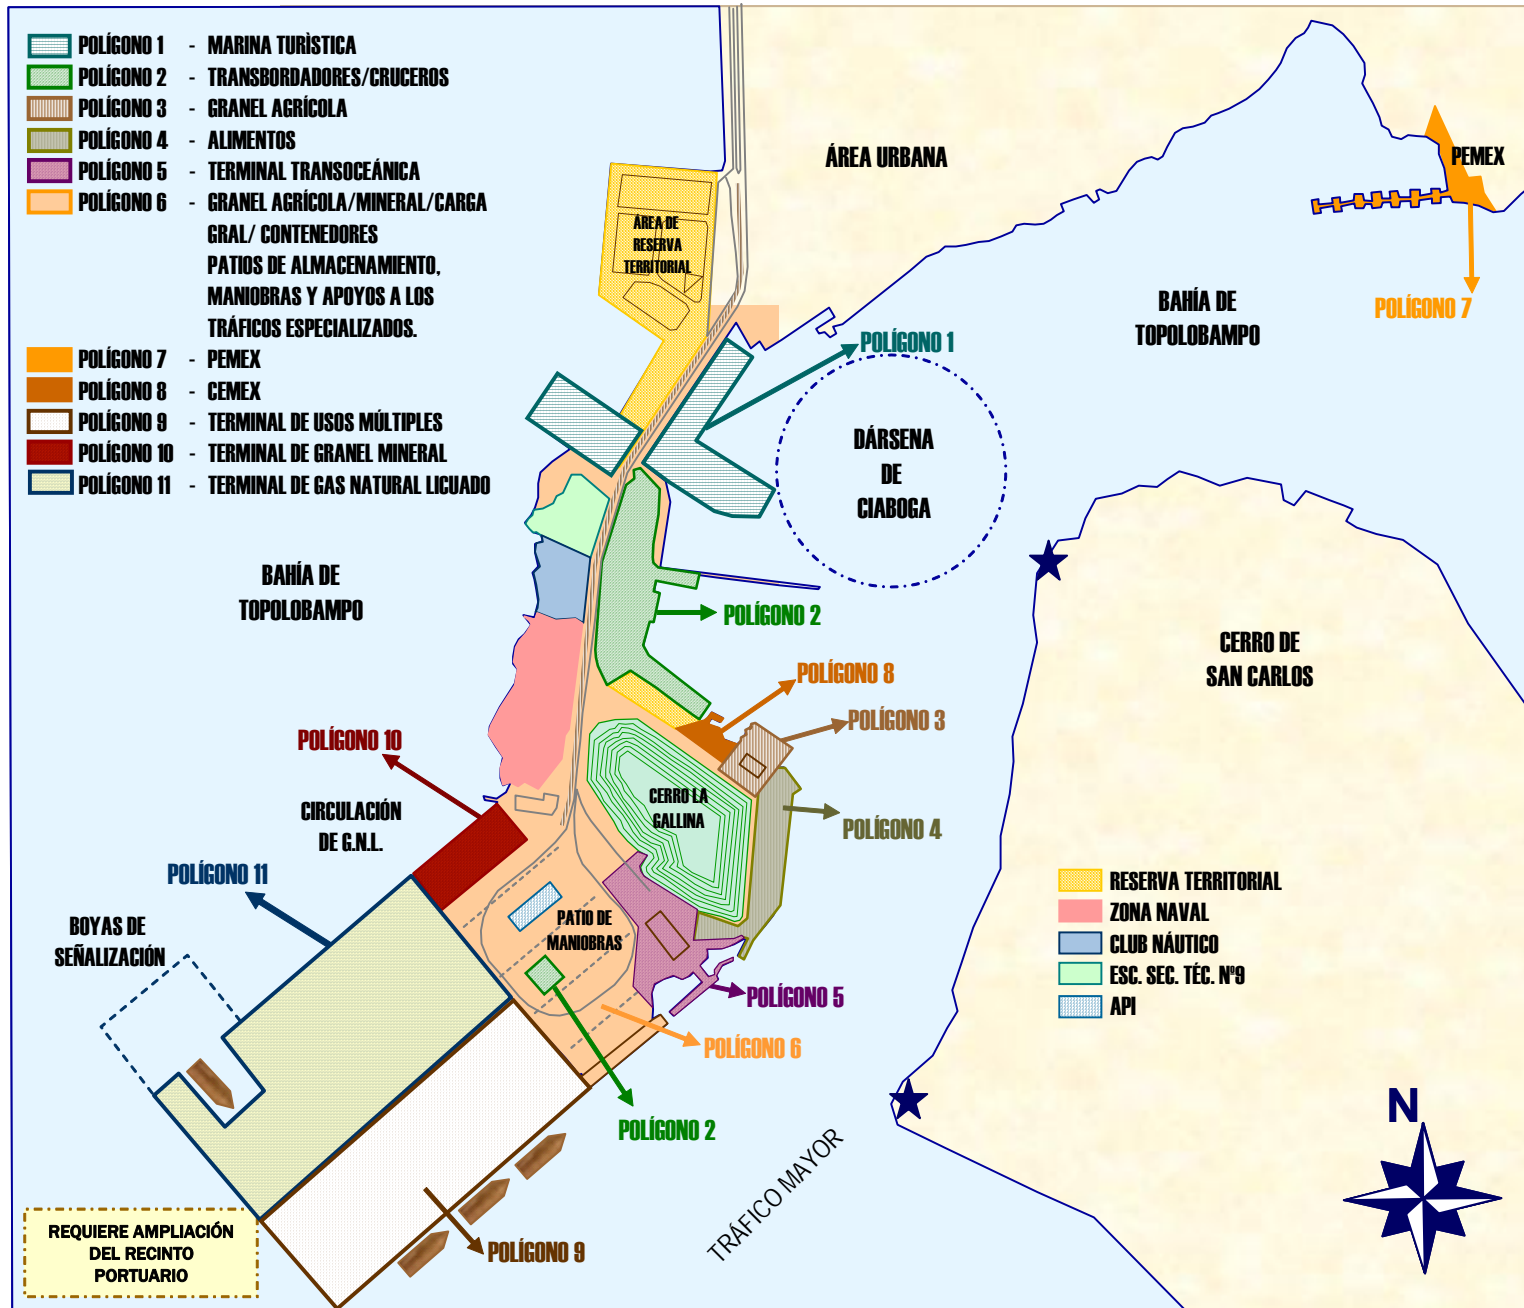 POLÍGONO 1 - MARINA TURÌSTICA
POLÍGONO 2 - TRANSBORDADORES/CRUCEROS
POLÍGONO 3 - GRANEL AGRÍCOLA
POLÍGONO 4 - ALIMENTOS
POLÍGONO 5 - TERMINAL TRANSOCEÁNICA
POLÍGONO 6 - GRANEL AGRÍCOLA/MINERAL/CARGA
GRAL/ CONTENEDORES
PATIOS DE ALMACENAMIENTO,
MANIOBRAS Y APOYOS A LOS
TRÁFICOS ESPECIALIZADOS.
POLÍGONO 7 - PEMEX
POLÍGONO 8 - CEMEX
POLÍGONO 9 - TERMINAL DE USOS MÚLTIPLES
POLÍGONO 10 - TERMINAL DE GRANEL MINERAL
POLÍGONO 11 - TERMINAL DE GAS NATURAL LICUADO
ÁREA URBANA
PEMEX
ÁREA DE
RESERVA
TERRITORIAL
BAHÍA DE
TOPOLOBAMPO
POLÍGONO 7
POLÍGONO 1
DÁRSENA
DE
CIABOGA
BAHÍA DE
TOPOLOBAMPO
POLÍGONO 2
CERRO DE
SAN CARLOS
POLÍGONO 8
POLÍGONO 3
POLÍGONO 10
CERRO LA
GALLINA
CIRCULACIÓN
DE G.N.L.
POLÍGONO 4
POLÍGONO 11
BOYAS DE
SEÑALIZACIÓN
PATIO DE
MANIOBRAS
POLÍGONO 5
POLÍGONO 6
POLÍGONO 2
RESERVA TERRITORIAL
ZONA NAVAL
CLUB NÁUTICO
ESC. SEC. TÉC. Nº9
API
N
TRÁFICO MAYOR
POLÍGONO 9
REQUIERE AMPLIACIÓN
DEL RECINTO
PORTUARIO